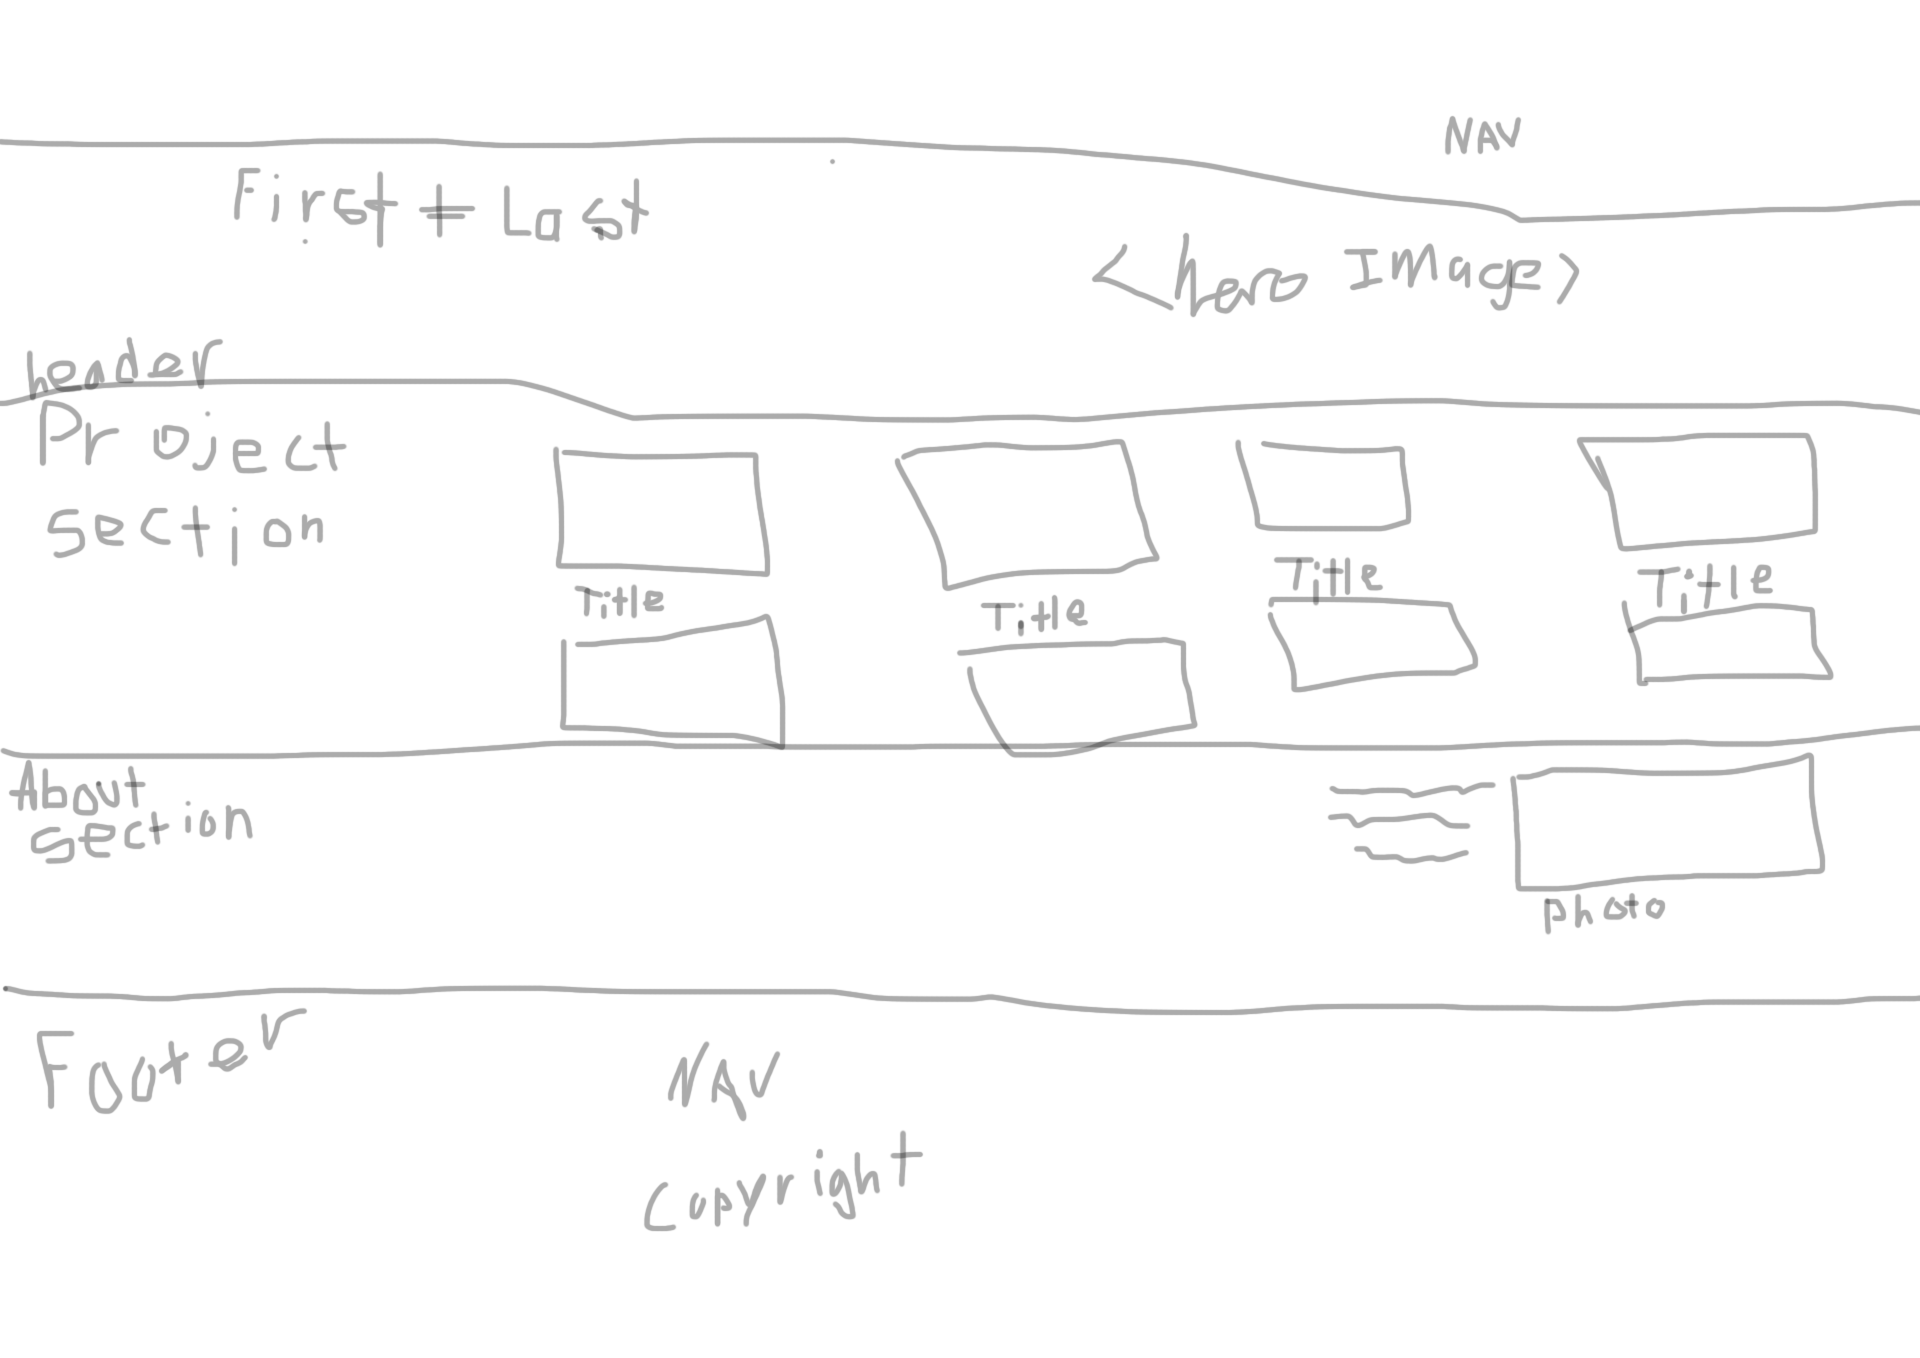 NAV
First + Last
<hero Image>
header
Project
section
Title
Title
Title
Title
About
section
photo
Footer
NAV
Copyright